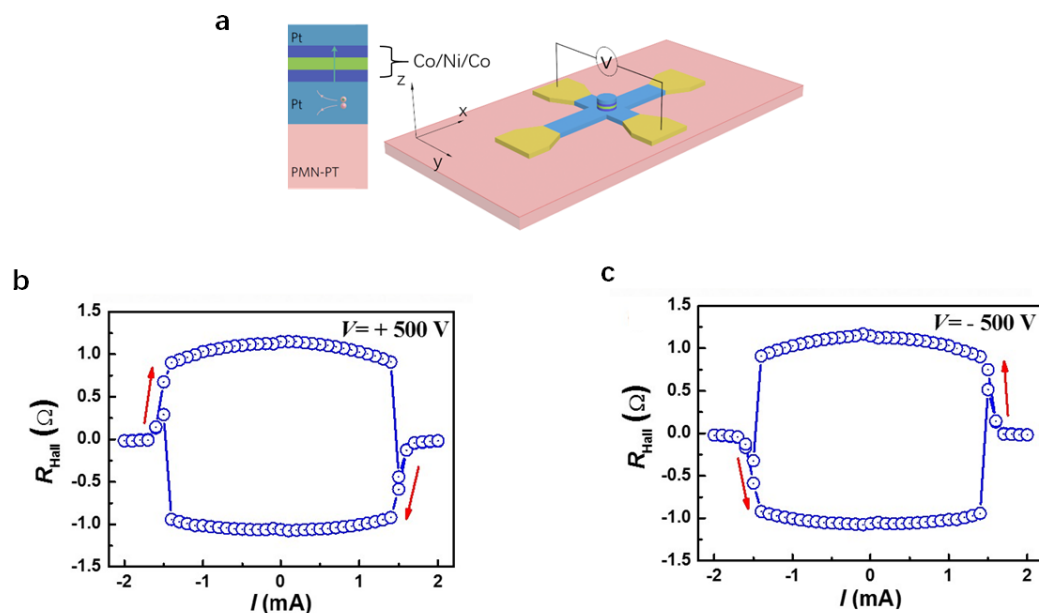 a
Pt
Co/Ni/Co
Pt
PMN-PT
z
x
y
V
b
V= + 500 V
1.5
1.0
0.5
0.0
-0.5
-1.0
-1.5
R_Hall (Ω)
-2 -1 0 1 2
I (mA)
c
V= - 500 V
1.5
1.0
0.5
0.0
-0.5
-1.0
-1.5
R_Hall (Ω)
-2 -1 0 1 2
I (mA)